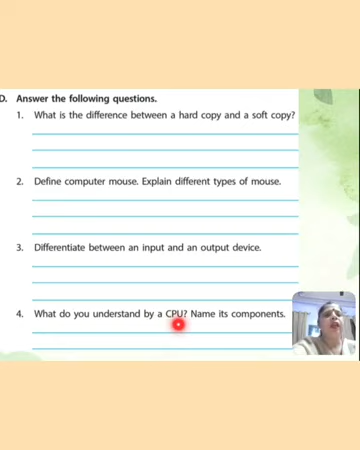 D. Answer the following questions.
1. What is the difference between a hard copy and a soft copy?
2. Define computer mouse. Explain different types of mouse.
3. Differentiate between an input and an output device.
4. What do you understand by a CPU? Name its components.